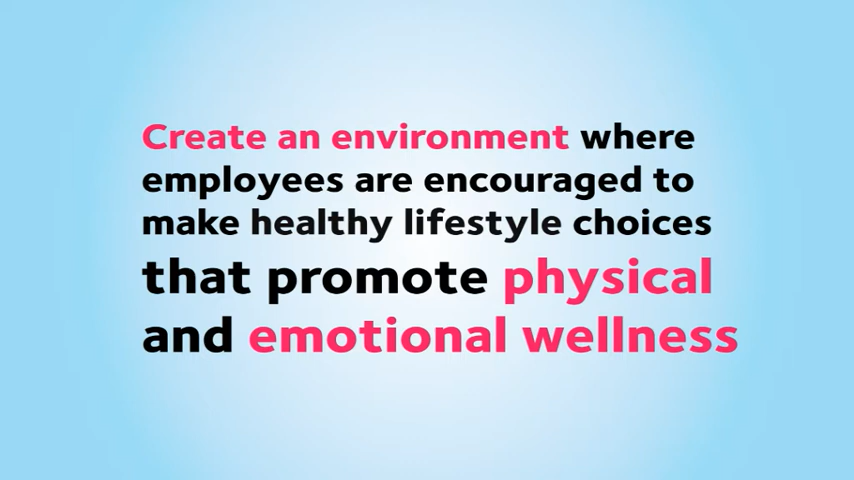 Create an environment where
employees are encouraged to
make healthy lifestyle choices
that promote physical
and emotional wellness